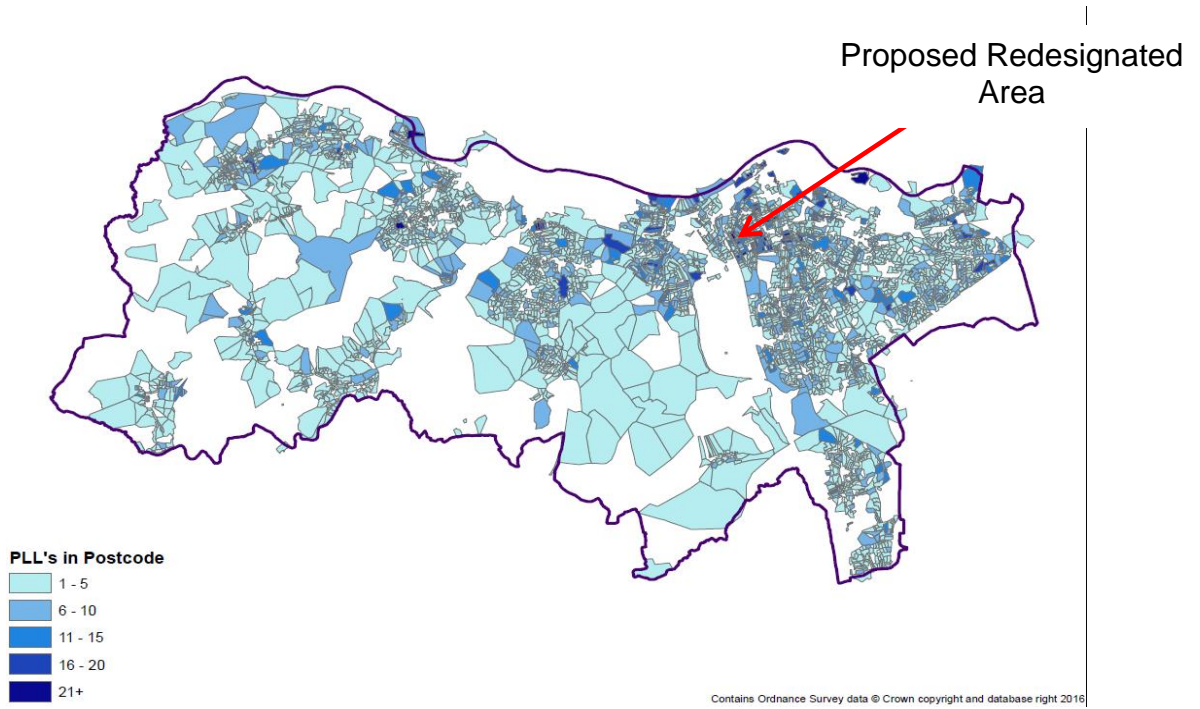 Proposed Redesignated
Area
PLL's in Postcode
1 - 5
6 - 10
11 - 15
16 - 20
21+
Contains Ordnance Survey data © Crown copyright and database right 2016